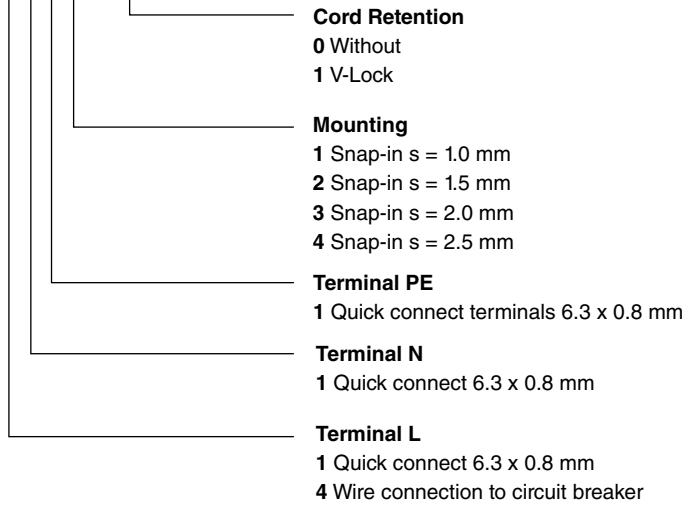 Cord Retention
0 Without
1 V-Lock
Mounting
1 Snap-in s = 1.0 mm
2 Snap-in s = 1.5 mm
3 Snap-in s = 2.0 mm
4 Snap-in s = 2.5 mm
Terminal PE
1 Quick connect terminals 6.3 x 0.8 mm
Terminal N
1 Quick connect 6.3 x 0.8 mm
Terminal L
1 Quick connect 6.3 x 0.8 mm
4 Wire connection to circuit breaker